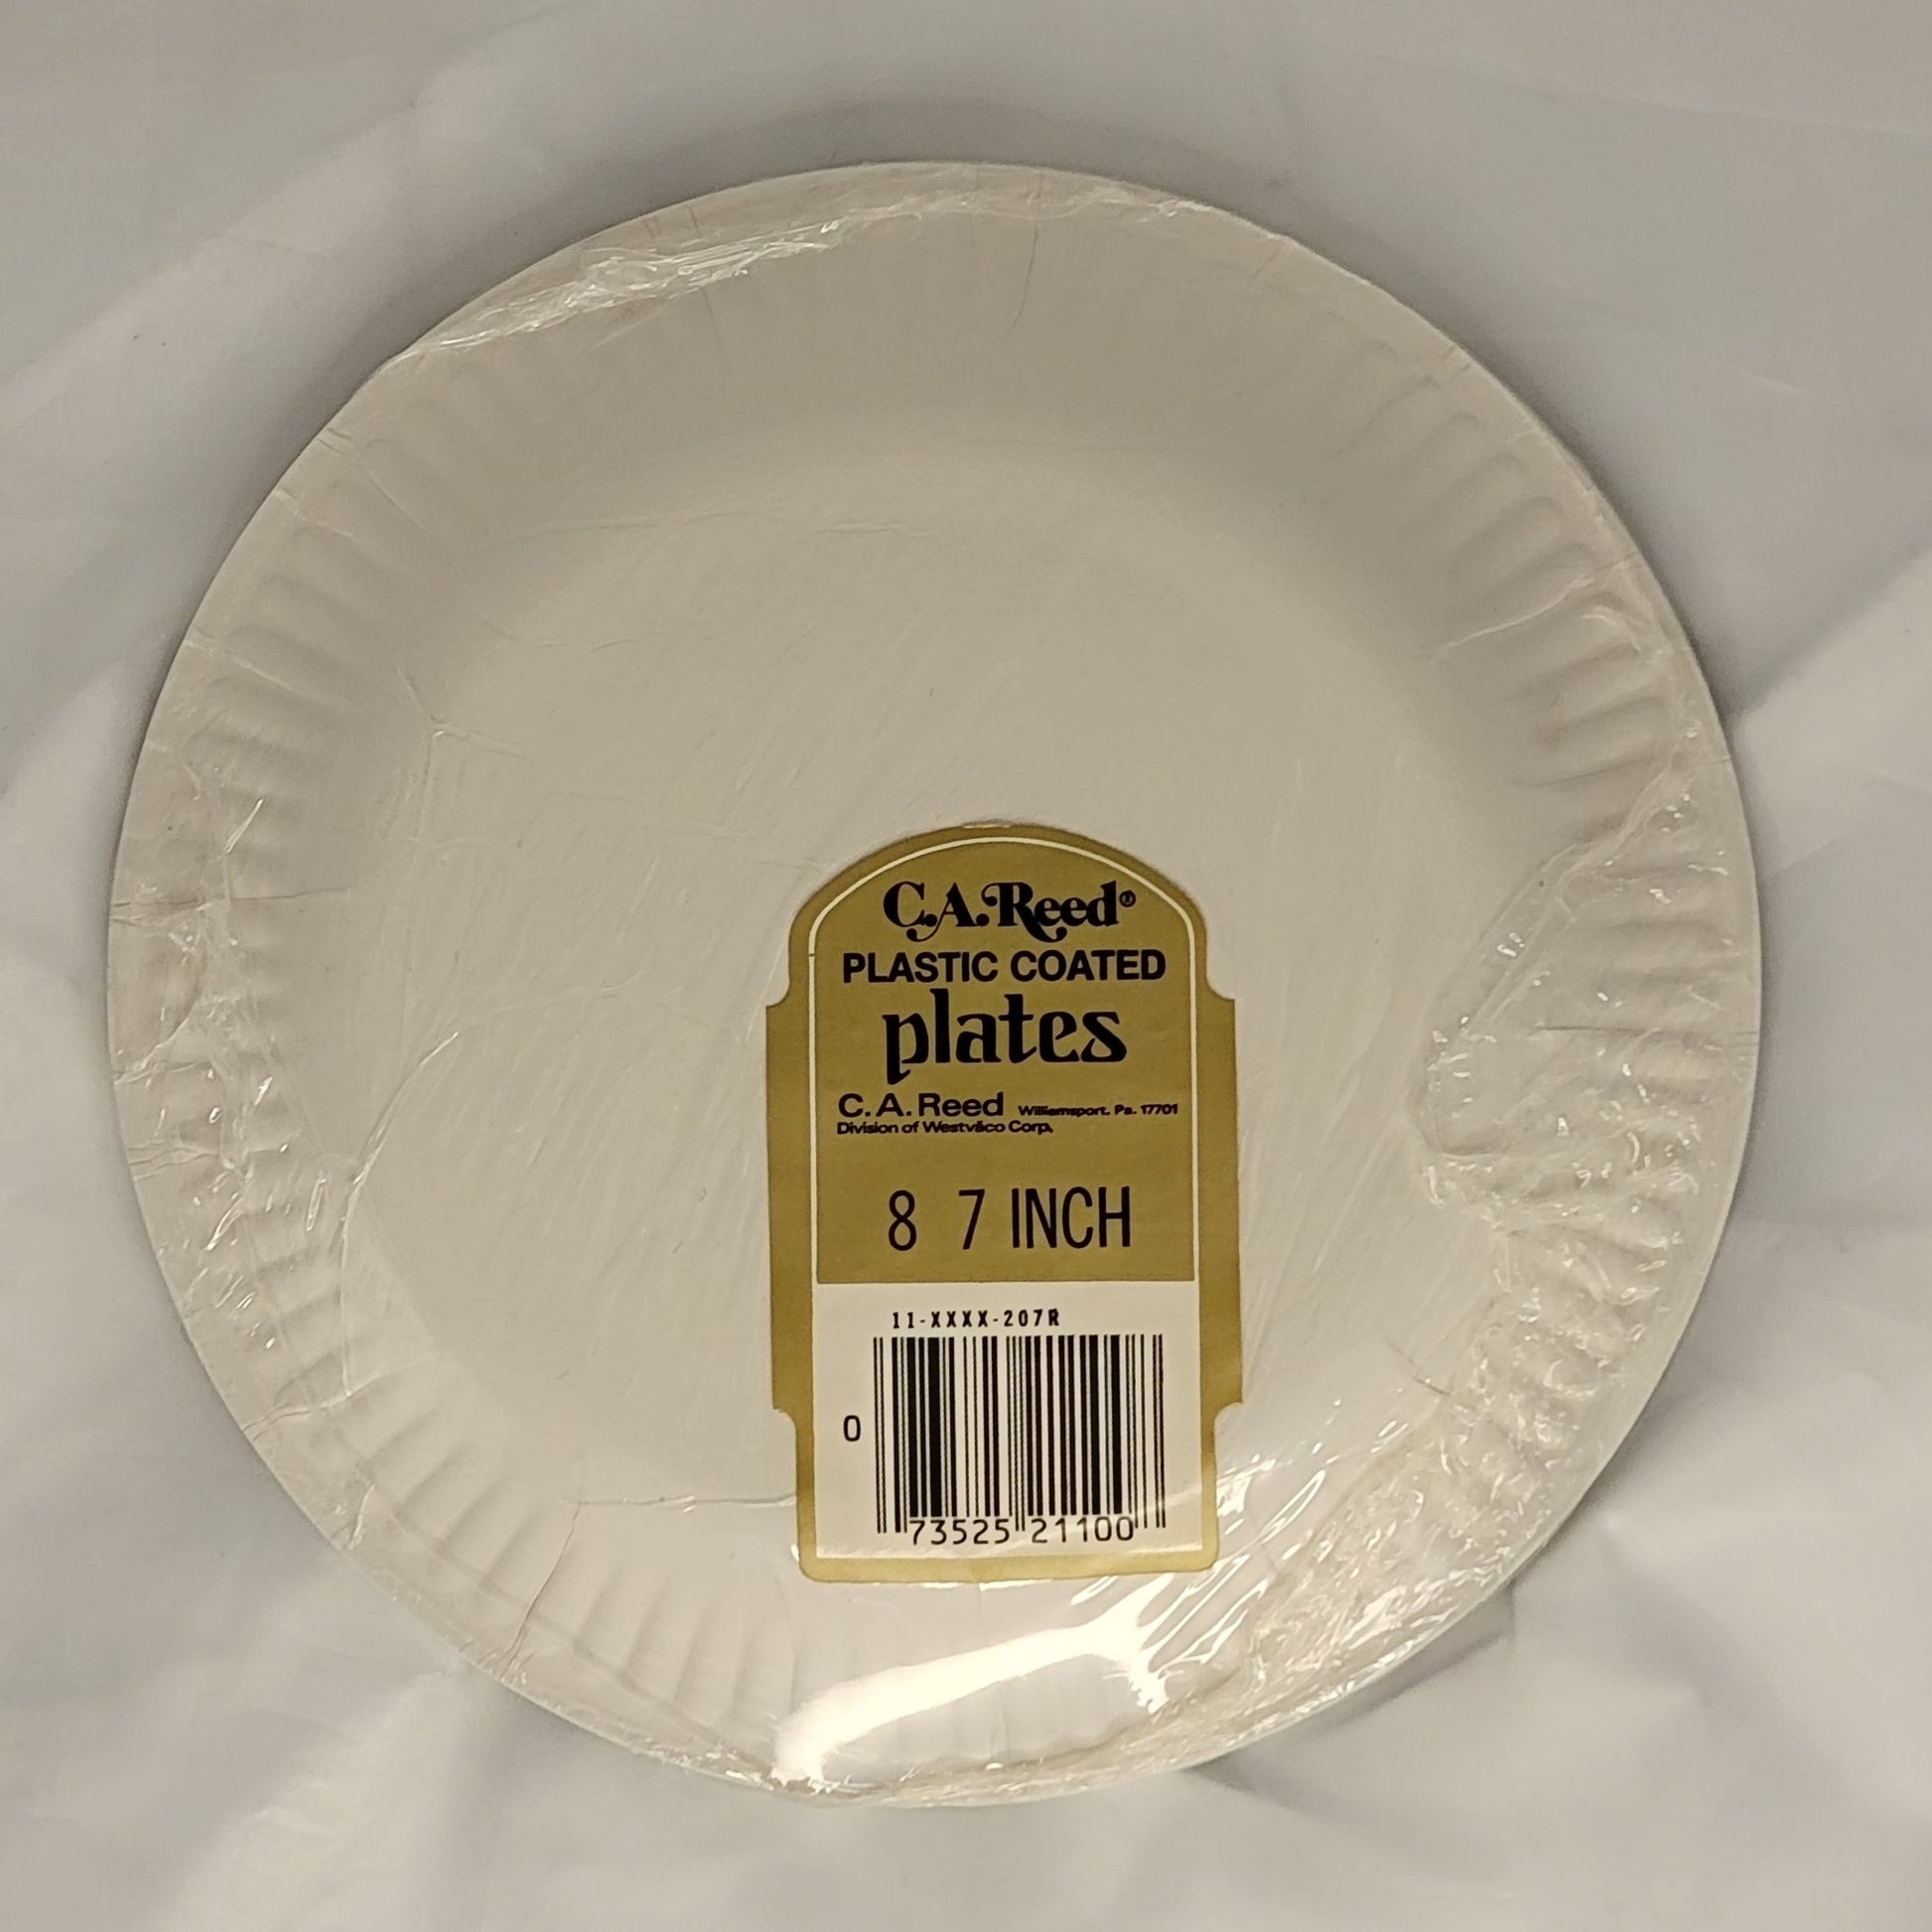 C.A.Reed®
PLASTIC COATED
plates
C.A.Reed Williamsport, Pa. 17701
Division of Westvāco Corp.
8 7 INCH
11-XXXX-207R
0 73525 21100